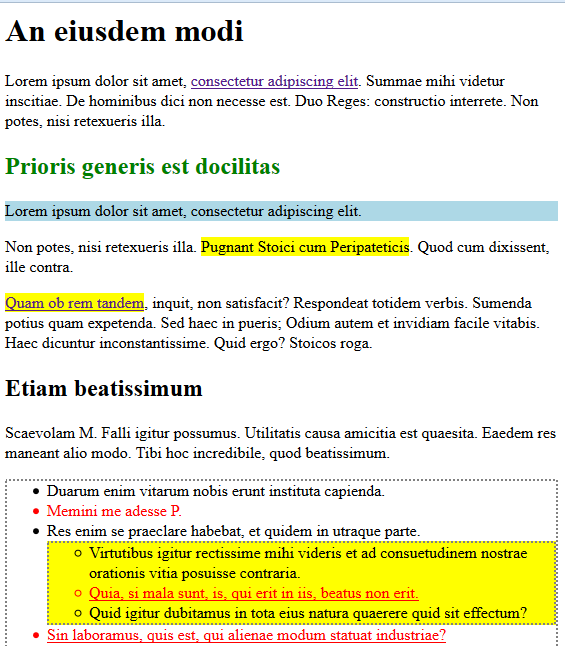 An eiusdem modi
Lorem ipsum dolor sit amet, consectetur adipiscing elit. Summae mihi videtur
inscitiae. De hominibus dici non necesse est. Duo Reges: constructio interrete. Non
potes, nisi retexueris illa.
Prioris generis est docilitas
Lorem ipsum dolor sit amet, consectetur adipiscing elit.
Non potes, nisi retexueris illa. Pugnant Stoici cum Peripateticis. Quod cum dixissent,
ille contra.
Quam ob rem tandem, inquit, non satisfacit? Respondeat totidem verbis. Sumenda
potius quam expetenda. Sed haec in pueris; Odium autem et invidiam facile vitabis.
Haec dicuntur inconstantissime. Quid ergo? Stoicos roga.
Etiam beatissimum
Scaevolam M. Falli igitur possumus. Utilitatis causa amicitia est quaesita. Eaedem res
maneant alio modo. Tibi hoc incredibile, quod beatissimum.
Duarum enim vitarum nobis erunt instituta capienda.
Memini me adesse P.
Res enim se praeclare habebat, et quidem in utraque parte.
Virtutibus igitur rectissime mihi videris et ad consuetudinem nostrae
orationis vitia posuisse contraria.
Quia, si mala sunt, is, qui erit in iis, beatus non erit.
Quid igitur dubitamus in tota eius natura quaerere quid sit effectum?
Sin laboramus, quis est, qui alienae modum statuat industriae?